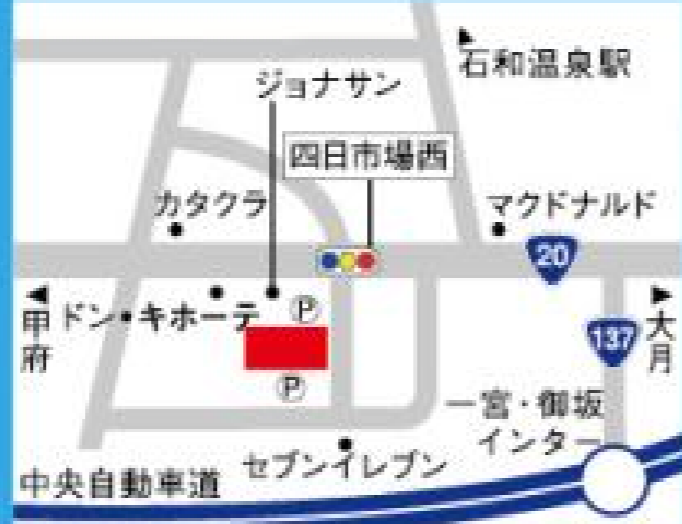 石和温泉駅
ジョナサン
四日市場西
カタクラ
マクドナルド
20
甲府
ドン・キホーテ
P
137
大月
P
一宮・御坂
インター
セブンイレブン
中央自動車道